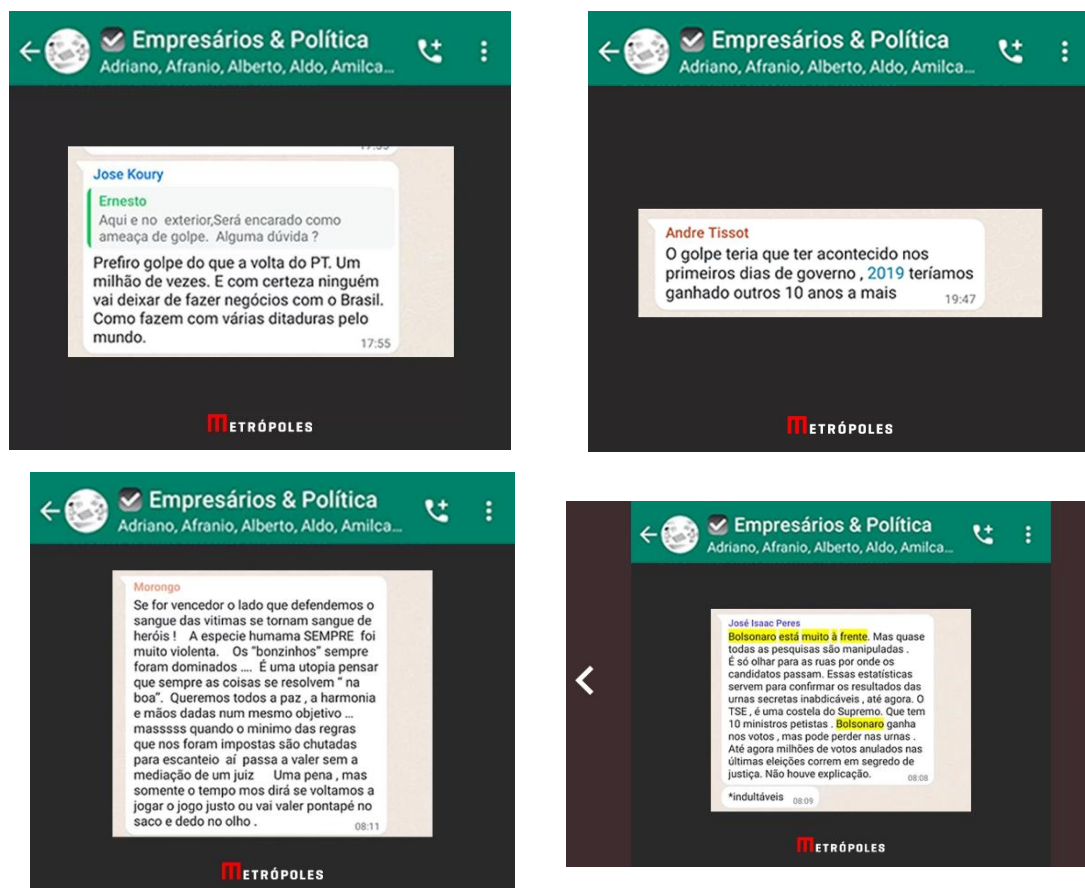 Empresários & Política
Adriano, Afranio, Alberto, Aldo, Amilca...
Jose Koury
Ernesto
Aqui e no exterior,Será encarado como
ameaça de golpe. Alguma dúvida ?
Prefiro golpe do que a volta do PT. Um
milhão de vezes. E com certeza ninguém
vai deixar de fazer negócios com o Brasil.
Como fazem com várias ditaduras pelo
mundo.
17:55
METRÓPOLES
Empresários & Política
Adriano, Afranio, Alberto, Aldo, Amilca...
Andre Tissot
O golpe teria que ter acontecido nos
primeiros dias de governo , 2019 teríamos
ganhado outros 10 anos a mais
19:47
METRÓPOLES
Empresários & Política
Adriano, Afranio, Alberto, Aldo, Amilca...
Morongo
Se for vencedor o lado que defendemos o
sangue das vitimas se tornam sangue de
heróis ! A especie humama SEMPRE foi
muito violenta. Os "bonzinhos" sempre
foram dominados .... É uma utopia pensar
que sempre as coisas se resolvem " na
boa". Queremos todos a paz , a harmonia
e mãos dadas num mesmo objetivo ...
masssss quando o minimo das regras
que nos foram impostas são chutadas
para escanteio aí passa a valer sem a
mediação de um juiz Uma pena , mas
somente o tempo mos dirá se voltamos a
jogar o jogo justo ou vai valer pontapé no
saco e dedo no olho .
08:11
METRÓPOLES
Empresários & Política
Adriano, Afranio, Alberto, Aldo, Amilca...
José Isaac Peres
Bolsonaro está muito à frente. Mas quase
todas as pesquisas são manipuladas .
É só olhar para as ruas por onde os
candidatos passam. Essas estatísticas
servem para confirmar os resultados das
urnas secretas inabdicáveis , até agora. O
TSE , é uma costela do Supremo. Que tem
10 ministros petistas . Bolsonaro ganha
nos votos , mas pode perder nas urnas .
Até agora milhões de votos anulados nas
últimas eleições correm em segredo de
justiça. Não houve explicação.
08:08
*indultáveis
08:09
METRÓPOLES